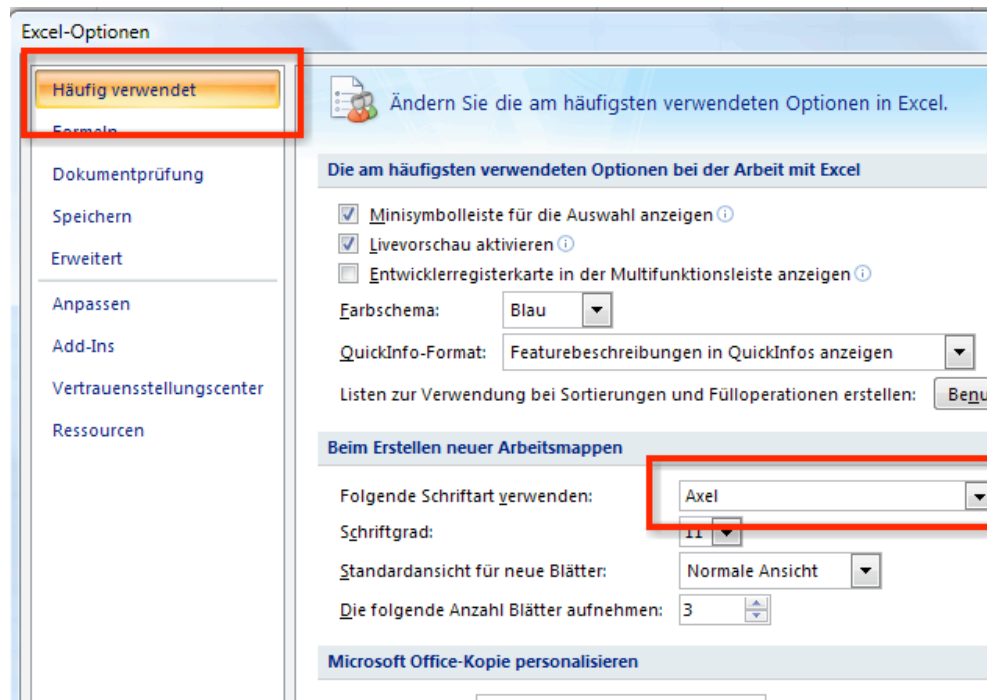 Excel-Optionen
Häufig verwendet
Formeln
Dokumentprüfung
Speichern
Erweitert
Anpassen
Add-Ins
Vertrauensstellungscenter
Ressourcen
Ändern Sie die am häufigsten verwendeten Optionen in Excel.
Die am häufigsten verwendeten Optionen bei der Arbeit mit Excel
Minisymbolleiste für die Auswahl anzeigen
Livevorschau aktivieren
Entwicklerregisterkarte in der Multifunktionsleiste anzeigen
Farbschema: Blau
QuickInfo-Format: Featurebeschreibungen in QuickInfos anzeigen
Listen zur Verwendung bei Sortierungen und Fülloperationen erstellen: Benu
Beim Erstellen neuer Arbeitsmappen
Folgende Schriftart verwenden: Axel
Schriftgrad: 11
Standardansicht für neue Blätter: Normale Ansicht
Die folgende Anzahl Blätter aufnehmen: 3
Microsoft Office-Kopie personalisieren